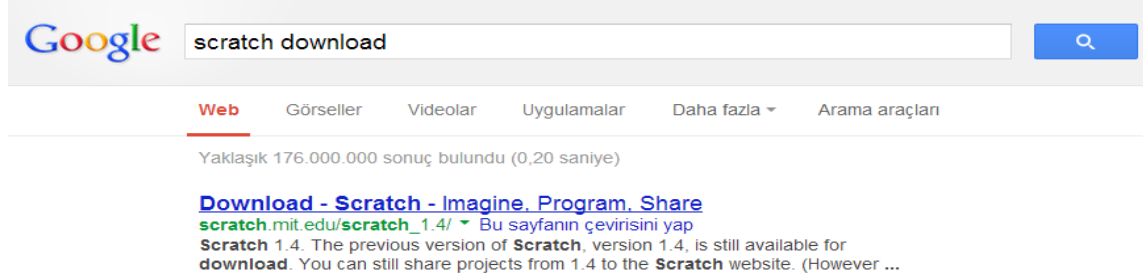 Google scratch download
Web Görseller Videolar Uygulamalar Daha fazla Arama araçları
Yaklaşık 176.000.000 sonuç bulundu (0,20 saniye)
Download - Scratch - Imagine, Program, Share
scratch.mit.edu/scratch_1.4/ Bu sayfanın çevirisini yap
Scratch 1.4. The previous version of Scratch, version 1.4, is still available for
download. You can still share projects from 1.4 to the Scratch website. (However ...